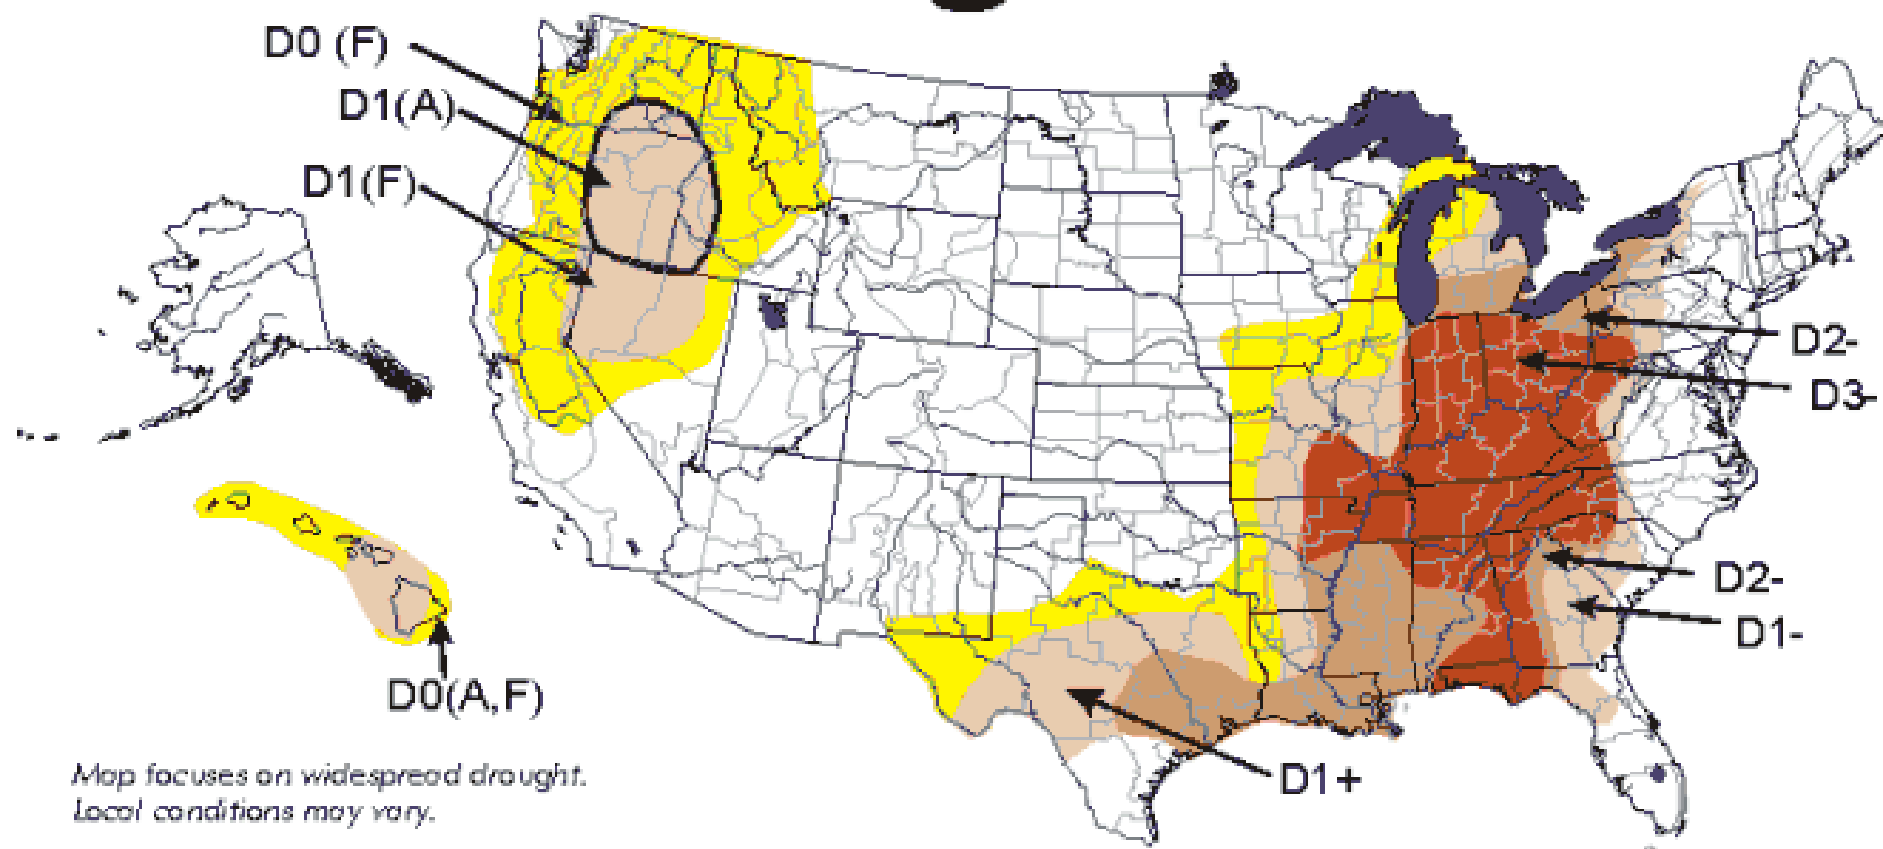 D0 (F)
D1(A)
D1(F)
D2-
D3-
D2-
D1-
D0(A,F)
D1+
Map focuses on widespread drought.
Local conditions may vary.